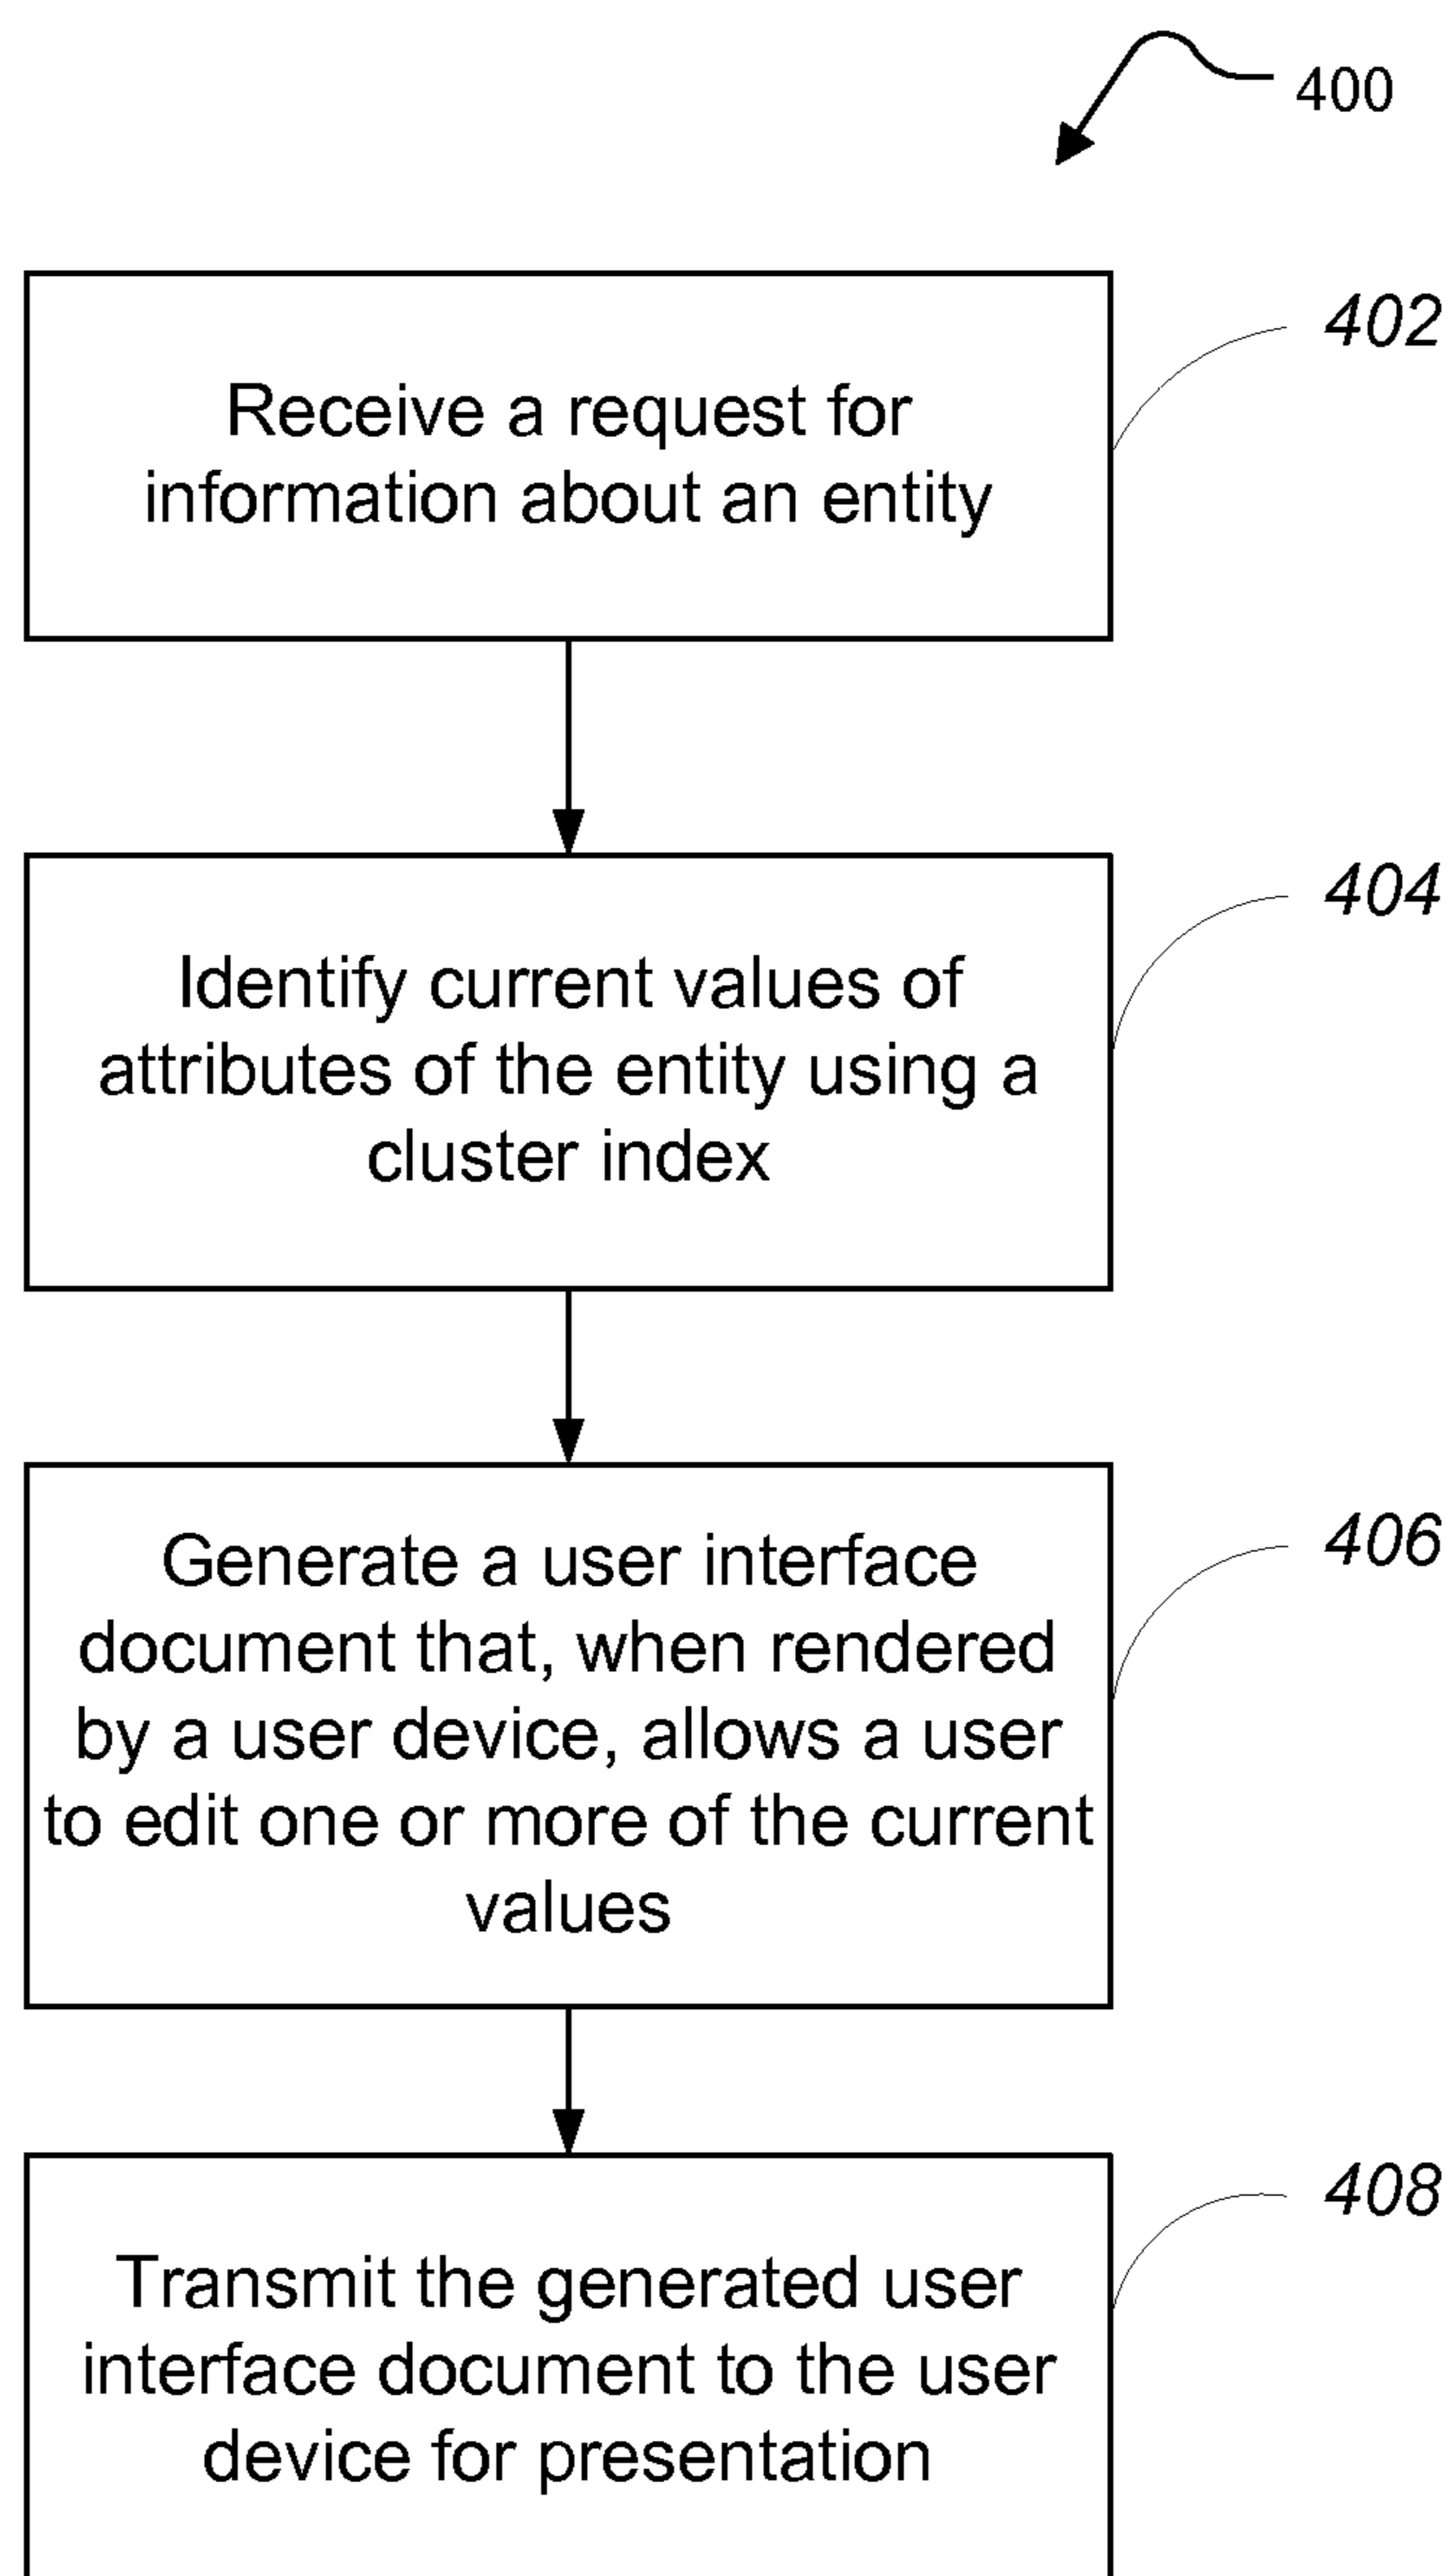 400
402
Receive a request for
information about an entity
404
Identify current values of
attributes of the entity using a
cluster index
406
Generate a user interface
document that, when rendered
by a user device, allows a user
to edit one or more of the current
values
408
Transmit the generated user
interface document to the user
device for presentation